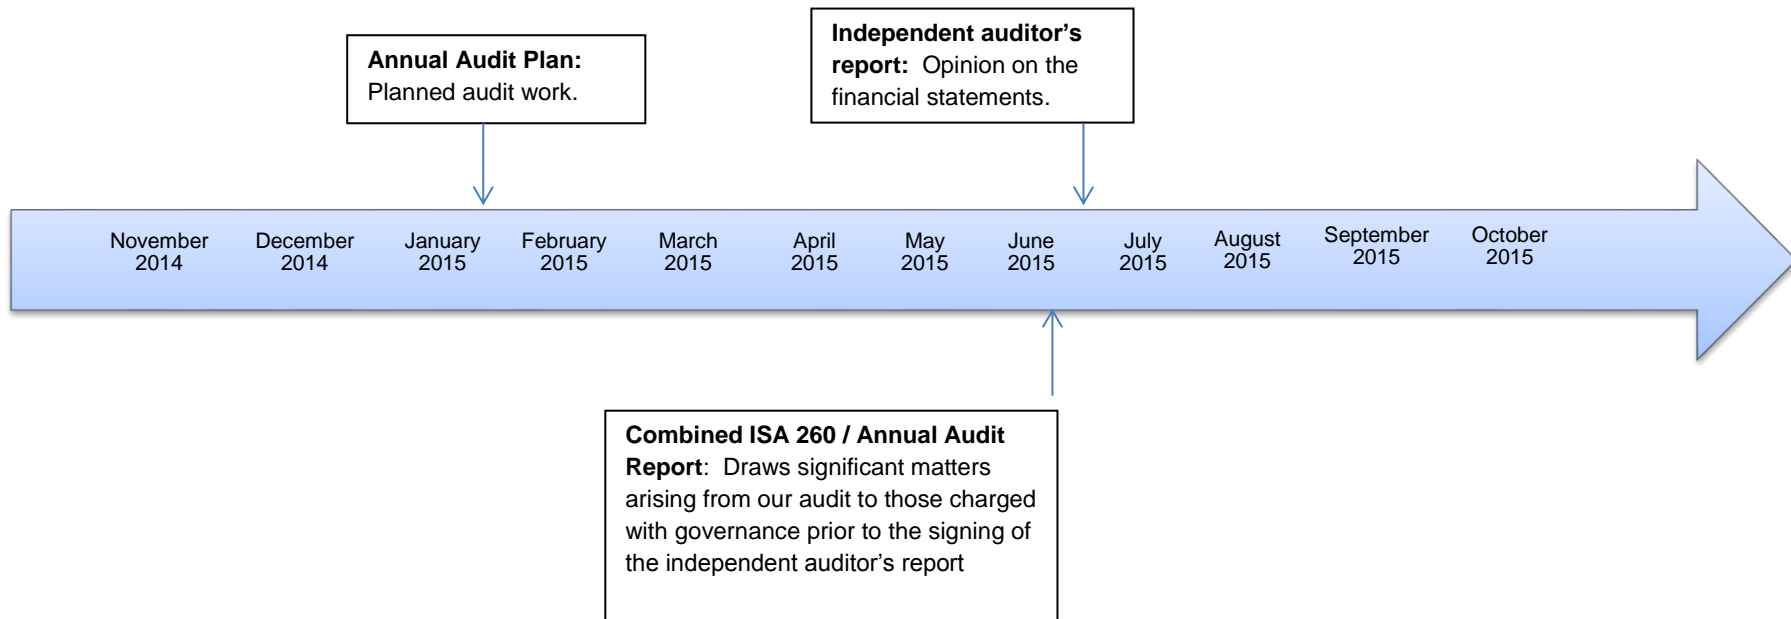 Annual Audit Plan:
Planned audit work.
Independent auditor’s
report:  Opinion on the
financial statements.
November
2014
December
2014
January
2015
February
2015
March
2015
April
2015
May
2015
June
2015
July
2015
August
2015
September
2015
October
2015
Combined ISA 260 / Annual Audit
Report:  Draws significant matters
arising from our audit to those charged
with governance prior to the signing of
the independent auditor’s report